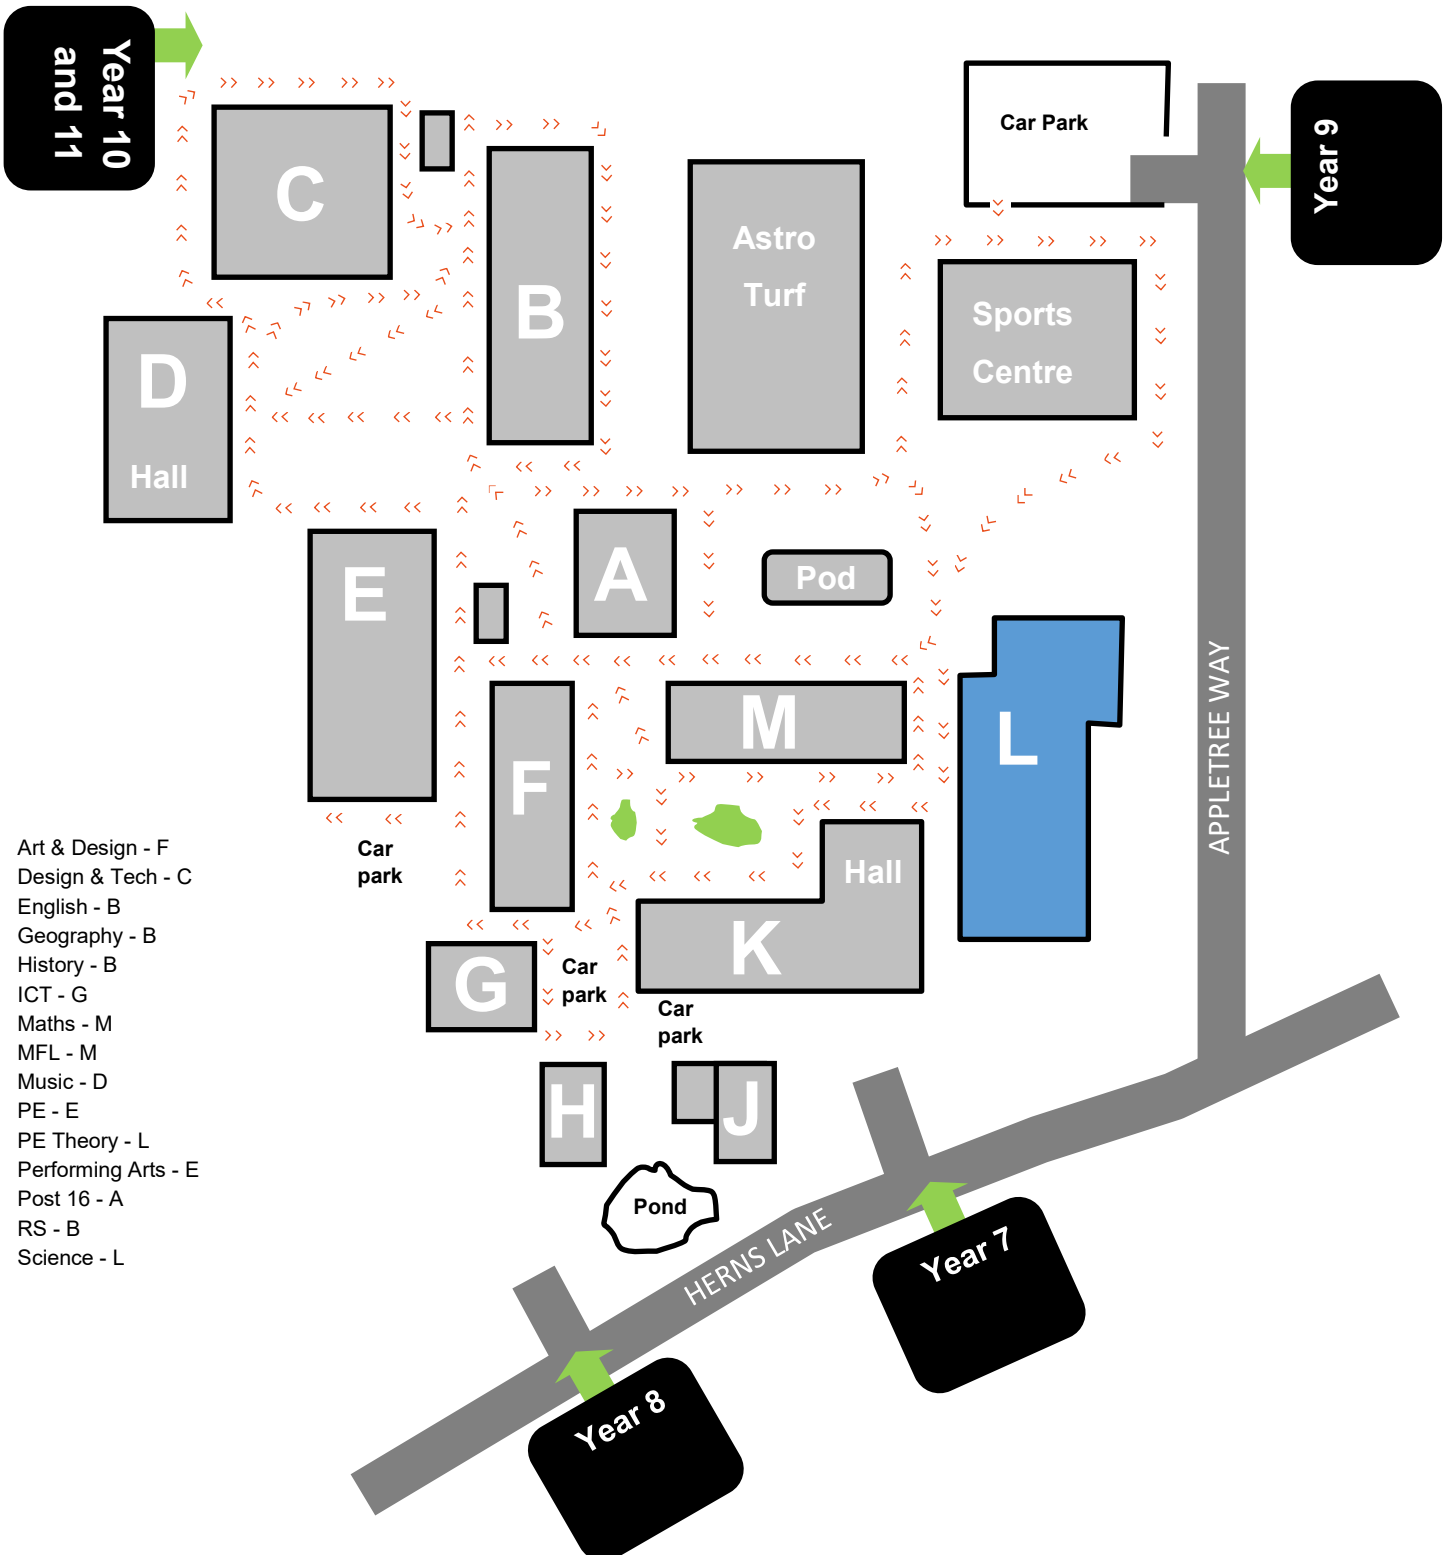 Year 10
and 11
Car Park
Year 9
C
B
Astro
Turf
Sports
Centre
D
Hall
E
A
Pod
M
L
F
APPLETREE WAY
Car
park
Hall
K
G
Car
park
Car
park
H
J
Pond
HERNS LANE
Year 7
Year 8
Art & Design - F
Design & Tech - C
English - B
Geography - B
History - B
ICT - G
Maths - M
MFL - M
Music - D
PE - E
PE Theory - L
Performing Arts - E
Post 16 - A
RS - B
Science - L